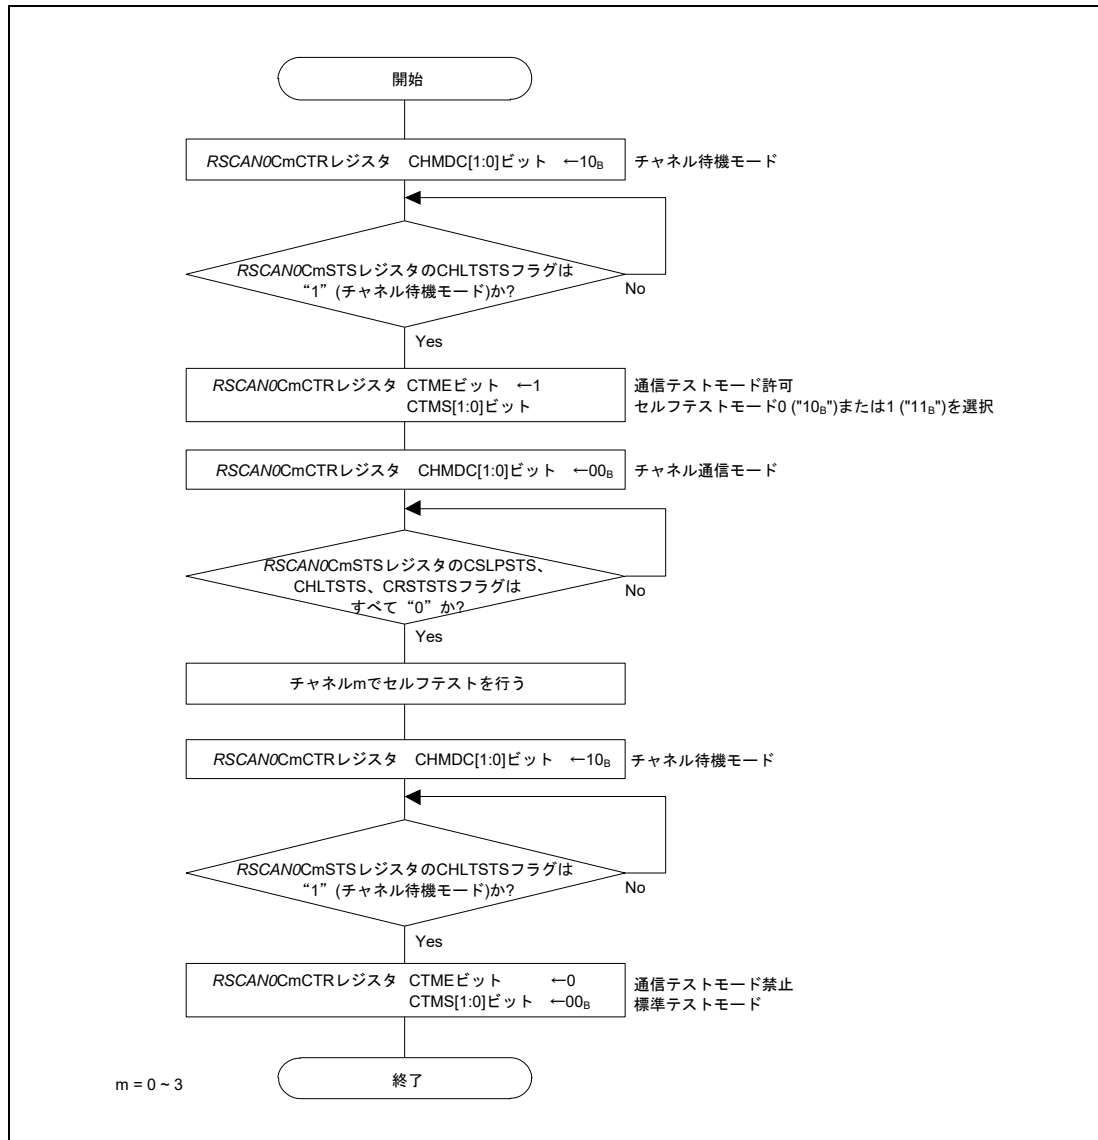 開始
RSCAN0CmCTRレジスタ　CHMDC[1:0]ビット　←10B　チャネル待機モード
RSCAN0CmSTSレジスタのCHLTSTSフラグは
“1”(チャネル待機モード)か?
No
Yes
RSCAN0CmCTRレジスタ CTMEビット　←1　通信テストモード許可
CTMS[1:0]ビット　セルフテストモード0 ("10B")または1 ("11B")を選択
RSCAN0CmCTRレジスタ　CHMDC[1:0]ビット　←00B　チャネル通信モード
RSCAN0CmSTSレジスタのCSLPSTS、
CHLTSTS、CRSTSTSフラグは
すべて“0”か?
No
Yes
チャネルmでセルフテストを行う
RSCAN0CmCTRレジスタ　CHMDC[1:0]ビット　←10B　チャネル待機モード
RSCAN0CmSTSレジスタのCHLTSTSフラグは
“1”(チャネル待機モード)か?
No
Yes
RSCAN0CmCTRレジスタ CTMEビット　←0　通信テストモード禁止
CTMS[1:0]ビット　←00B　標準テストモード
終了
m = 0 ~ 3